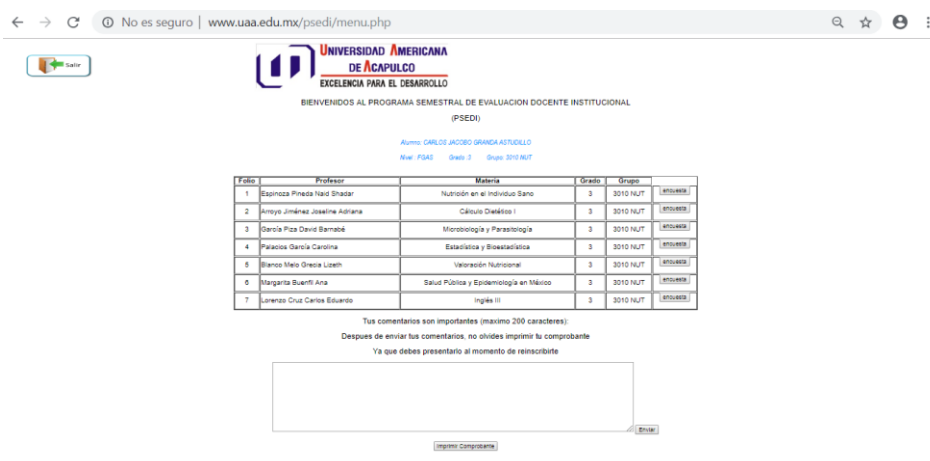 No es seguro | www.uaa.edu.mx/psedi/menu.php
Salir
UNIVERSIDAD AMERICANA
DE ACAPULCO
EXCELENCIA PARA EL DESARROLLO
BIENVENIDOS AL PROGRAMA SEMESTRAL DE EVALUACION DOCENTE INSTITUCIONAL
(PSEDI)
Alumno: CARLOS JACOBO GRANDA ASTUDILLO
Nivel : FGAS Grado :3 Grupo: 3010 NUT
Folio Profesor Materia Grado Grupo
1 Espinoza Pineda Naid Shadar Nutrición en el Individuo Sano 3 3010 NUT encuesta
2 Arroyo Jiménez Joseline Adriana Cálculo Dietético I 3 3010 NUT encuesta
3 García Piza David Barnabé Microbiología y Parasitología 3 3010 NUT encuesta
4 Palacios García Carolina Estadística y Bioestadística 3 3010 NUT encuesta
5 Blanco Melo Grecia Lizeth Valoración Nutricional 3 3010 NUT encuesta
6 Margarita Buenfil Ana Salud Pública y Epidemiología en México 3 3010 NUT encuesta
7 Lorenzo Cruz Carlos Eduardo Inglés III 3 3010 NUT encuesta
Tus comentarios son importantes (maximo 200 caracteres):
Despues de enviar tus comentarios, no olvides imprimir tu comprobante
Ya que debes presentarlo al momento de reinscribirte
Enviar
Imprimir Comprobante